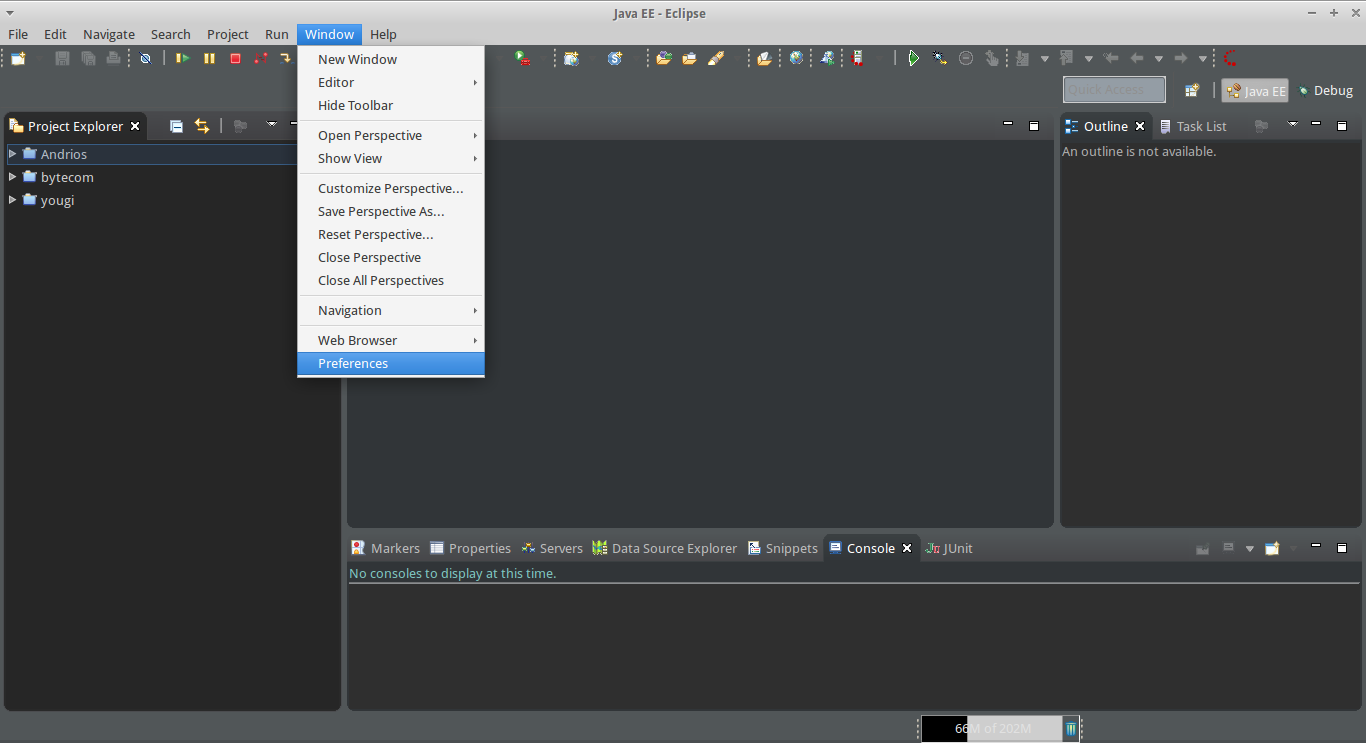 Java EE - Eclipse
File Edit Navigate Search Project Run Window Help
New Window
Editor
Hide Toolbar
Open Perspective
Show View
Customize Perspective...
Save Perspective As...
Reset Perspective...
Close Perspective
Close All Perspectives
Navigation
Web Browser
Preferences
Quick Access
Java EE
Debug
Project Explorer
Andrios
bytecom
yougi
Outline Task List
An outline is not available.
Markers Properties Servers Data Source Explorer Snippets Console JUnit
No consoles to display at this time.
66M of 202M